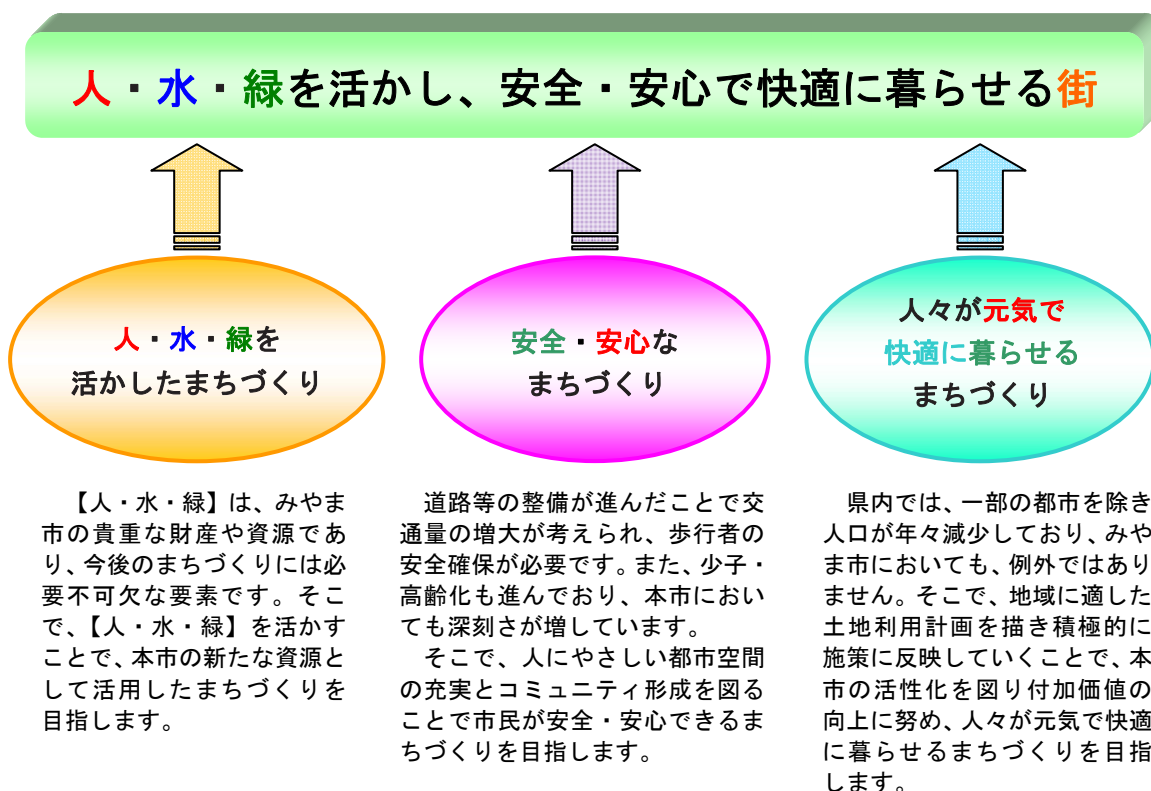 人・水・緑を活かし、安全・安心で快適に暮らせる街
人・水・緑を
活かしたまちづくり
安全・安心な
まちづくり
人々が元気で
快適に暮らせる
まちづくり
【人・水・緑】は、みやま
市の貴重な財産や資源であ
り、今後のまちづくりには必
要不可欠な要素です。そこ
で、【人・水・緑】を活かす
ことで、本市の新たな資源と
して活用したまちづくりを
目指します。
道路等の整備が進んだことで交
通量の増大が考えられ、歩行者の
安全確保が必要です。また、少子・
高齢化も進んでおり、本市におい
ても深刻さが増しています。
そこで、人にやさしい都市空間
の充実とコミュニティ形成を図る
ことで市民が安全・安心できるま
ちづくりを目指します。
県内では、一部の都市を除き
人口が年々減少しており、みや
ま市においても、例外ではあり
ません。そこで、地域に適した
土地利用計画を描き積極的に
施策に反映していくことで、本
市の活性化を図り付加価値の
向上に努め、人々が元気で快適
に暮らせるまちづくりを目指
します。